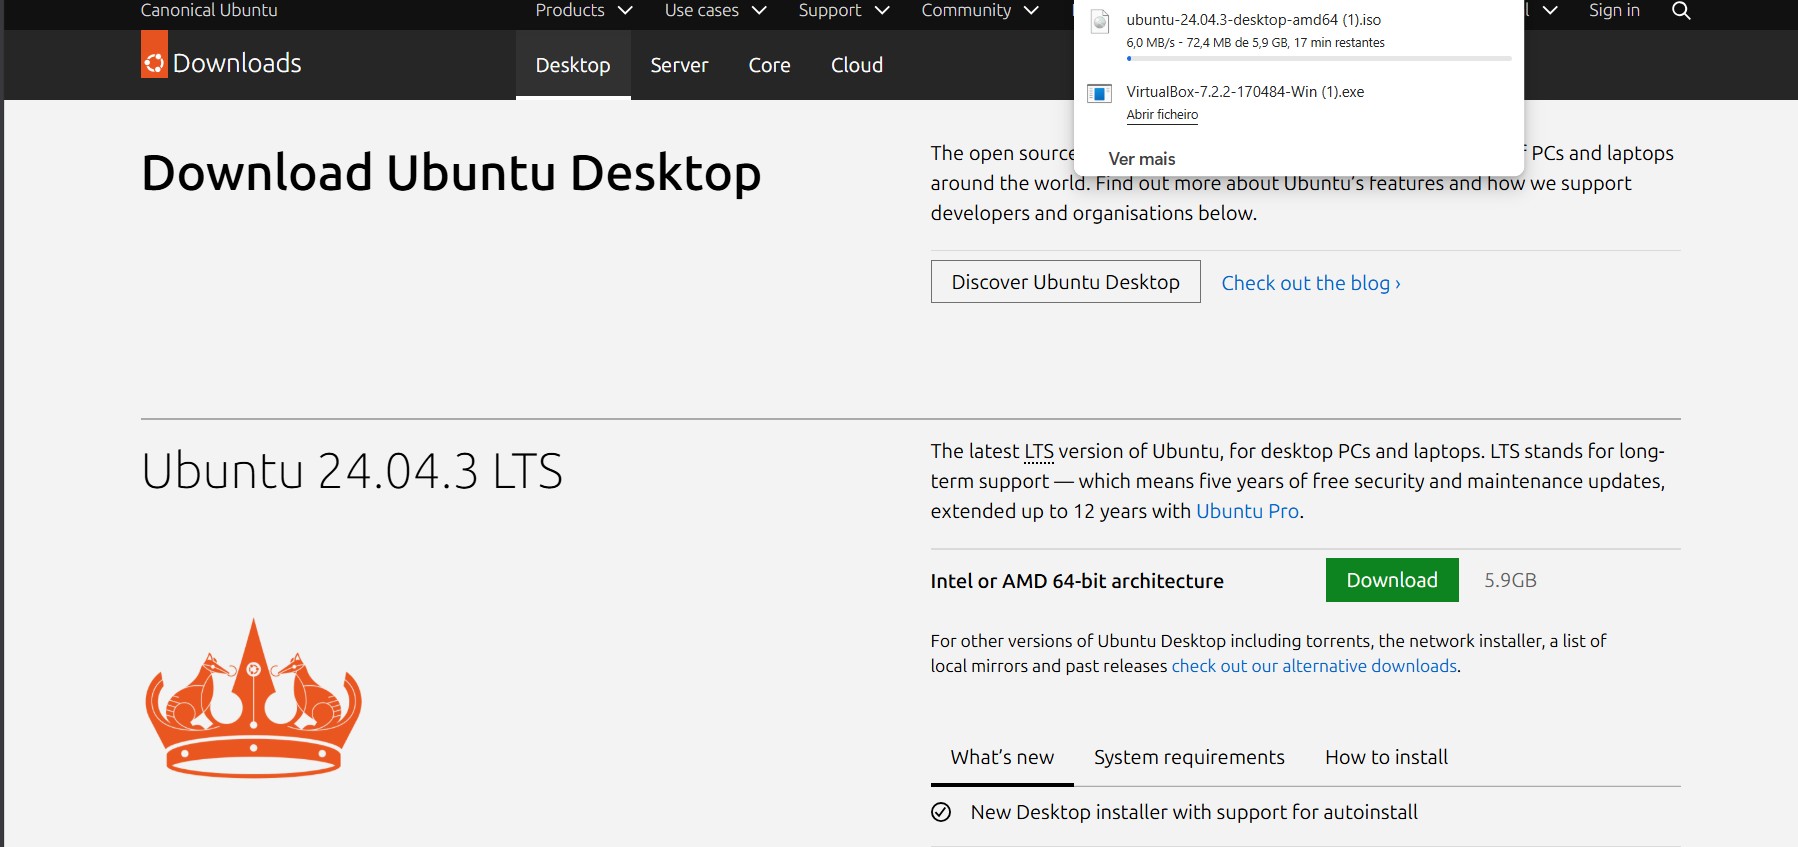 Canonical Ubuntu
Products
Use cases
Support
Community
Sign in
Downloads
Desktop
Server
Core
Cloud
ubuntu-24.04.3-desktop-amd64 (1).iso
6,0 MB/s - 72,4 MB de 5,9 GB, 17 min restantes
VirtualBox-7.2.2-170484-Win (1).exe
Abrir ficheiro
Ver mais
Download Ubuntu Desktop
The open source PCs and laptops
around the world. Find out more about Ubuntu's features and how we support
developers and organisations below.
Discover Ubuntu Desktop
Check out the blog ›
Ubuntu 24.04.3 LTS
The latest LTS version of Ubuntu, for desktop PCs and laptops. LTS stands for long-
term support — which means five years of free security and maintenance updates,
extended up to 12 years with Ubuntu Pro.
Intel or AMD 64-bit architecture
Download
5.9GB
For other versions of Ubuntu Desktop including torrents, the network installer, a list of
local mirrors and past releases check out our alternative downloads.
What's new
System requirements
How to install
New Desktop installer with support for autoinstall